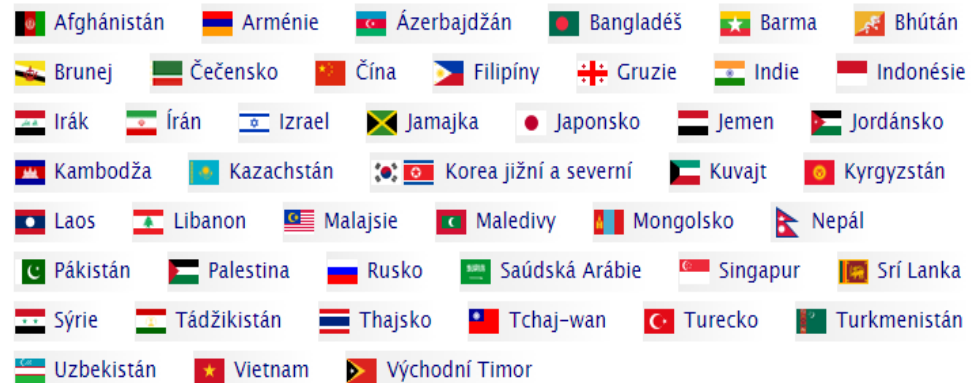 Afghánistán Arménie Ázerbajdžán Bangladéš Barma Bhútán
Brunej Čečensko Čína Filipíny Gruzie Indie Indonésie
Irák Írán Izrael Jamajka Japonsko Jemen Jordánsko
Kambodža Kazachstán Korea jižní a severní Kuvajt Kyrgyzstán
Laos Libanon Malajsie Maledivy Mongolsko Nepál
Pákistán Palestina Rusko Saúdská Arábie Singapur Srí Lanka
Sýrie Tádžikistán Thajsko Tchaj-wan Turecko Turkmenistán
Uzbekistán Vietnam Východní Timor